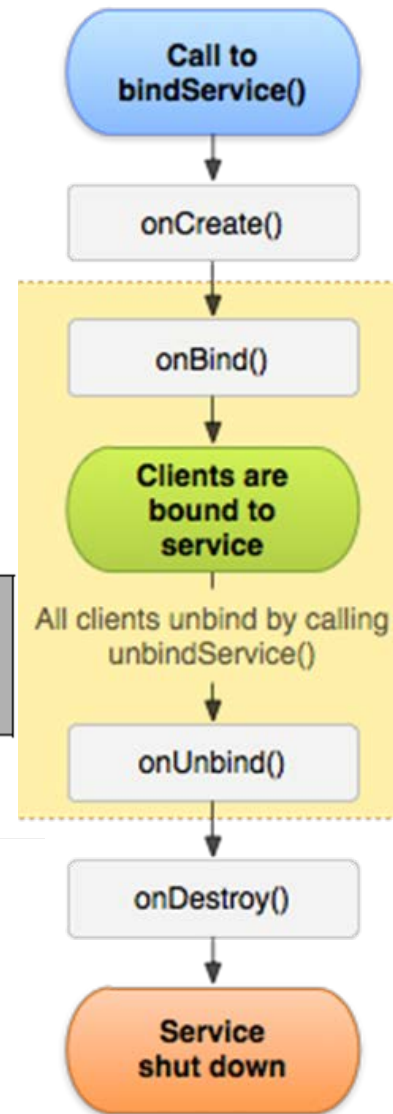 Call to
bindService()
onCreate()
onBind()
Clients are
bound to
service
All clients unbind by calling
unbindService()
onUnbind()
onDestroy()
Service
shut down